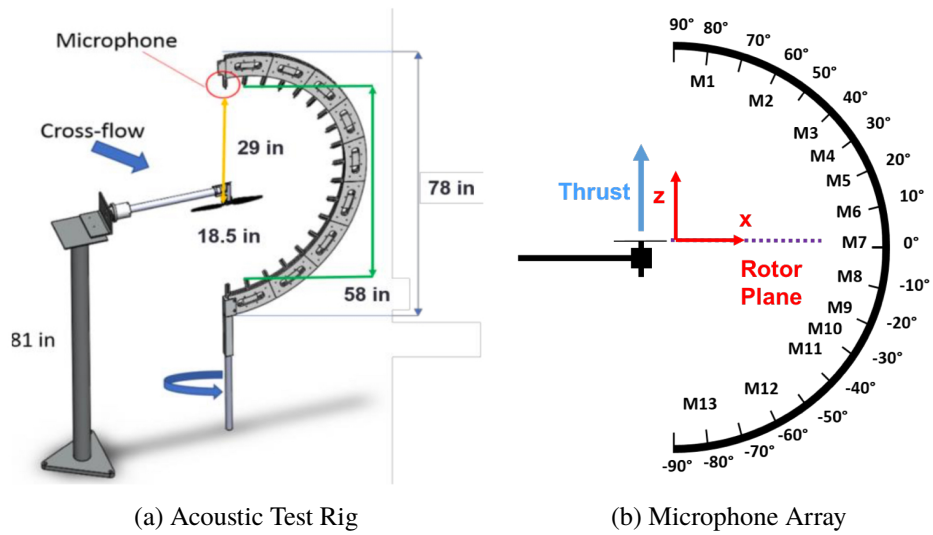 Microphone
Cross-flow
29 in
18.5 in
78 in
58 in
81 in
(a) Acoustic Test Rig
90° 80°
70°
60°
50°
40°
30°
20°
10°
0°
-10°
-20°
-30°
-40°
-50°
-60°
-70°
-80°
-90°
M1
M2
M3
M4
M5
M6
M7
M8
M9
M10
M11
M12
M13
Thrust
z
x
Rotor
Plane
(b) Microphone Array